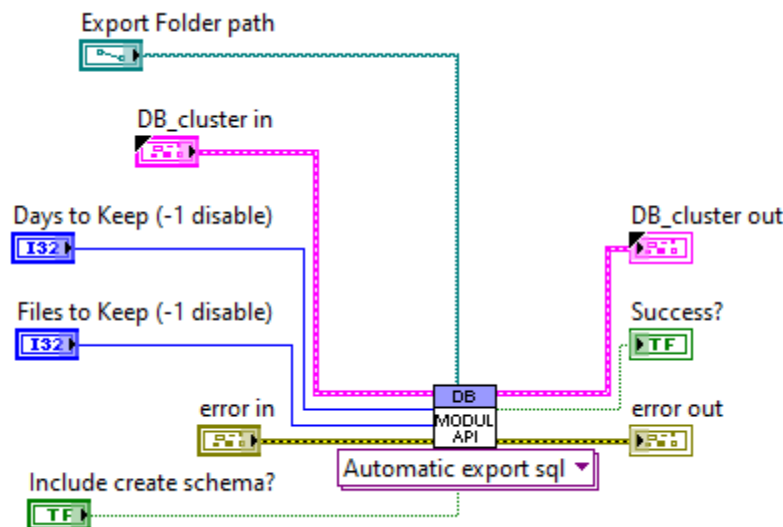 Export Folder path
DB_cluster in
Days to Keep (-1 disable)
I32
DB_cluster out
Files to Keep (-1 disable)
I32
Success?
TF
DB
MODUL
API
error in
error out
Automatic export sql
Include create schema?
TF